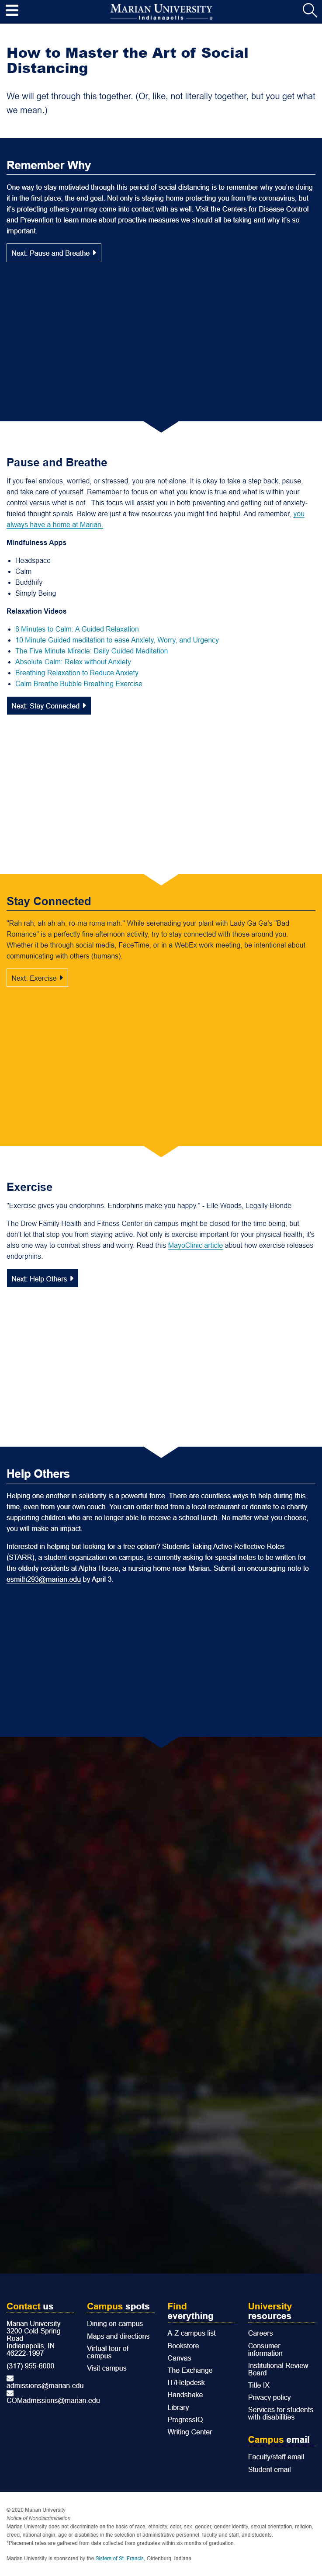 MARIAN UNIVERSITY
Indianapolis
How to Master the Art of Social
Distancing
We will get through this together. (Or, like, not literally together, but you get what
we mean.)
Remember Why
One way to stay motivated through this period of social distancing is to remember why you're doing
it in the first place, the end goal. Not only is staying home protecting you from the coronavirus, but
it's protecting others you may come into contact with as well. Visit the Centers for Disease Control
and Prevention to learn more about proactive measures we should all be taking and why it's so
important.
Next: Pause and Breathe
Pause and Breathe
If you feel anxious, worried, or stressed, you are not alone. It is okay to take a step back, pause,
and take care of yourself. Remember to focus on what you know is true and what is within your
control versus what is not.  This focus will assist you in both preventing and getting out of anxiety-
fueled thought spirals. Below are just a few resources you might find helpful. And remember, you
always have a home at Marian.
Mindfulness Apps
Headspace
Calm
Buddhify
Simply Being
Relaxation Videos
8 Minutes to Calm: A Guided Relaxation
10 Minute Guided meditation to ease Anxiety, Worry, and Urgency
The Five Minute Miracle: Daily Guided Meditation
Absolute Calm: Relax without Anxiety
Breathing Relaxation to Reduce Anxiety
Calm Breathe Bubble Breathing Exercise
Next: Stay Connected
Stay Connected
"Rah rah, ah ah ah, ro-ma roma mah." While serenading your plant with Lady Ga Ga's "Bad
Romance" is a perfectly fine afternoon activity, try to stay connected with those around you.
Whether it be through social media, FaceTime, or in a WebEx work meeting, be intentional about
communicating with others (humans).
Next: Exercise
Exercise
"Exercise gives you endorphins. Endorphins make you happy." - Elle Woods, Legally Blonde
The Drew Family Health and Fitness Center on campus might be closed for the time being, but
don't let that stop you from staying active. Not only is exercise important for your physical health, it's
also one way to combat stress and worry. Read this MayoClinic article about how exercise releases
endorphins.
Next: Help Others
Help Others
Helping one another in solidarity is a powerful force. There are countless ways to help during this
time, even from your own couch. You can order food from a local restaurant or donate to a charity
supporting children who are no longer able to receive a school lunch. No matter what you choose,
you will make an impact.
Interested in helping but looking for a free option? Students Taking Active Reflective Roles
(STARR), a student organization on campus, is currently asking for special notes to be written for
the elderly residents at Alpha House, a nursing home near Marian. Submit an encouraging note to
esmith293@marian.edu by April 3.
Contact us
Marian University
3200 Cold Spring
Road
Indianapolis, IN
46222-1997
(317) 955-6000
admissions@marian.edu
COMadmissions@marian.edu
Campus spots
Dining on campus
Maps and directions
Virtual tour of
campus
Visit campus
Find
everything
A-Z campus list
Bookstore
Canvas
The Exchange
IT/Helpdesk
Handshake
Library
ProgressIQ
Writing Center
University
resources
Careers
Consumer
information
Institutional Review
Board
Title IX
Privacy policy
Services for students
with disabilities
Campus email
Faculty/staff email
Student email
© 2020 Marian University
Notice of Nondiscrimination
Marian University does not discriminate on the basis of race, ethnicity, color, sex, gender, gender identity, sexual orientation, religion,
creed, national origin, age or disabilities in the selection of administrative personnel, faculty and staff, and students.
*Placement rates are gathered from data collected from graduates within six months of graduation.
Marian University is sponsored by the Sisters of St. Francis, Oldenburg, Indiana